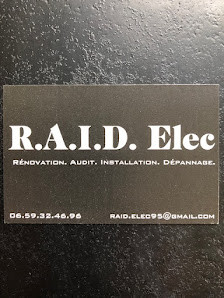 R.A.I.D. Elec
Rénovation. Audit. Installation. Dépannage.
06.59.32.46.96 raid.elec95@gmail.com